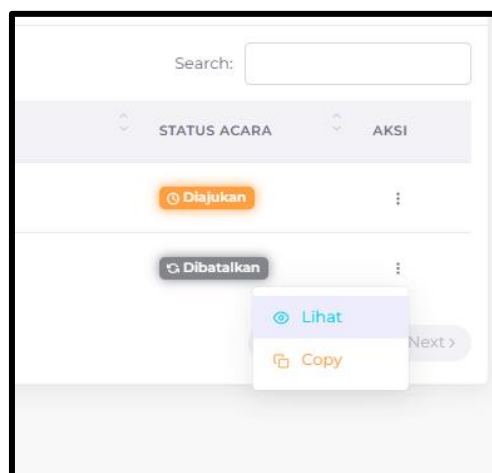 Search:
STATUS ACARA AKSI
Diajukan
Dibatalkan
Lihat
Next
Copy